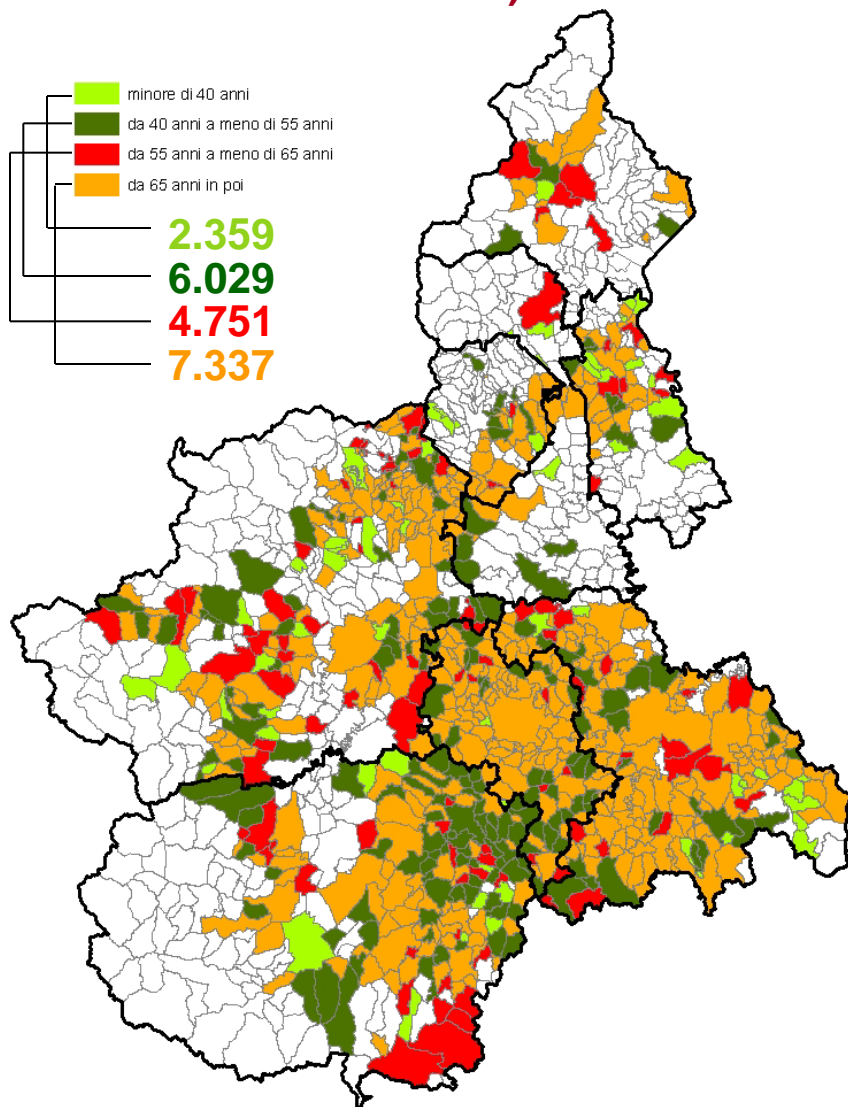 minore di 40 anni
da 40 anni a meno di 55 anni
da 55 anni a meno di 65 anni
da 65 anni in poi
2.359
6.029
4.751
7.337